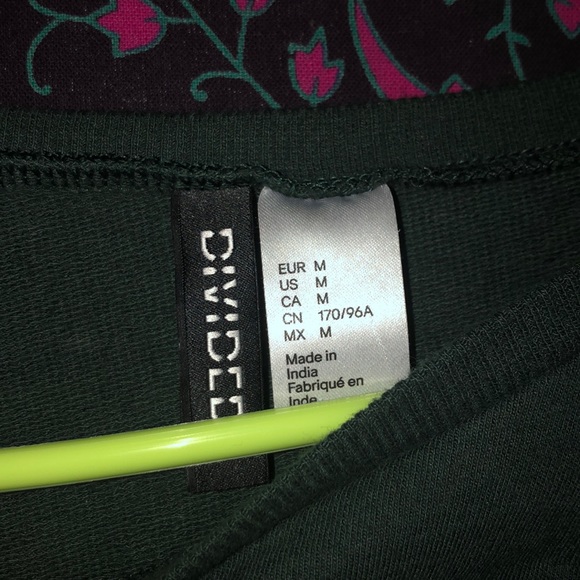 DIVIDED
EUR M
US M
CA M
CN 170/96A
MX M
Made in
India
Fabriqué en
Inde